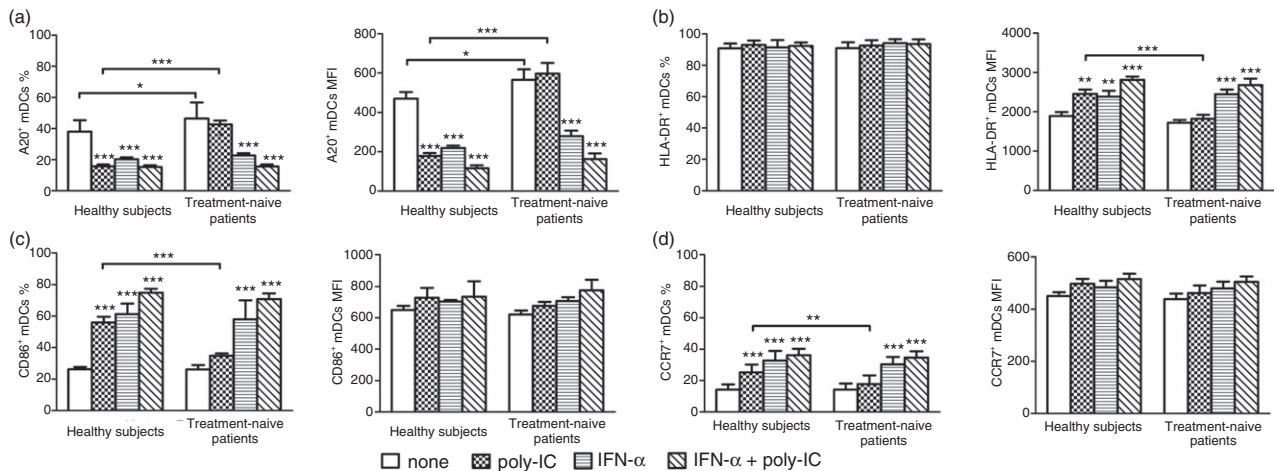 (a)
A20⁺ mDCs %
100
80
60
40
20
0
***
*
*** *** ***
*** ***
Healthy subjects
Treatment-naive
patients
A20⁺ mDCs MFI
800
600
400
200
0
***
*
*** *** ***
*** ***
Healthy subjects
Treatment-naive
patients
(b)
HLA-DR⁺ mDCs %
100
80
60
40
20
0
Healthy subjects
Treatment-naive
patients
HLA-DR⁺ mDCs MFI
4000
3000
2000
1000
***
** ** ***
*** ***
Healthy subjects
Treatment-naive
patients
(c)
CD86⁺ mDCs %
100
80
60
40
20
0
***
*** *** ***
*** ***
Healthy subjects
Treatment-naive
patients
CD86⁺ mDCs MFI
1000
800
600
400
200
0
Healthy subjects
Treatment-naive
patients
(d)
CCR7⁺ mDCs %
100
80
60
40
20
0
**
*** *** ***
*** ***
Healthy subjects
Treatment-naive
patients
CCR7⁺ mDCs MFI
600
400
200
0
Healthy subjects
Treatment-naive
patients
none poly-IC IFN-α IFN-α + poly-IC